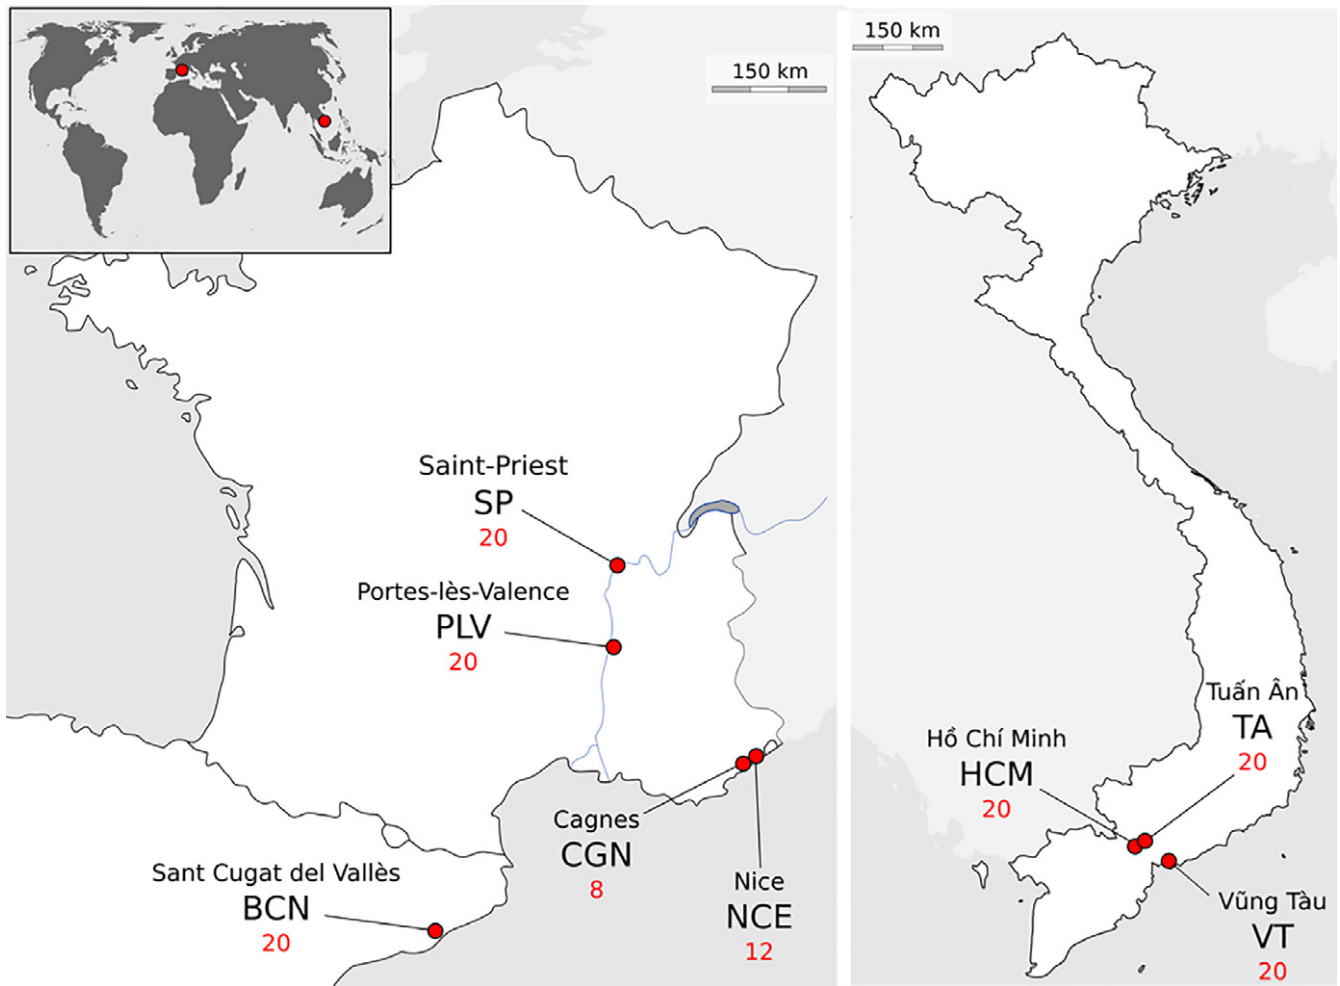 150 km
Saint-Priest
SP
20
Portes-lès-Valence
PLV
20
Cagnes
CGN
8
Nice
NCE
12
Sant Cugat del Vallès
BCN
20
150 km
Tuấn Ân
TA
20
Hồ Chí Minh
HCM
20
Vũng Tàu
VT
20